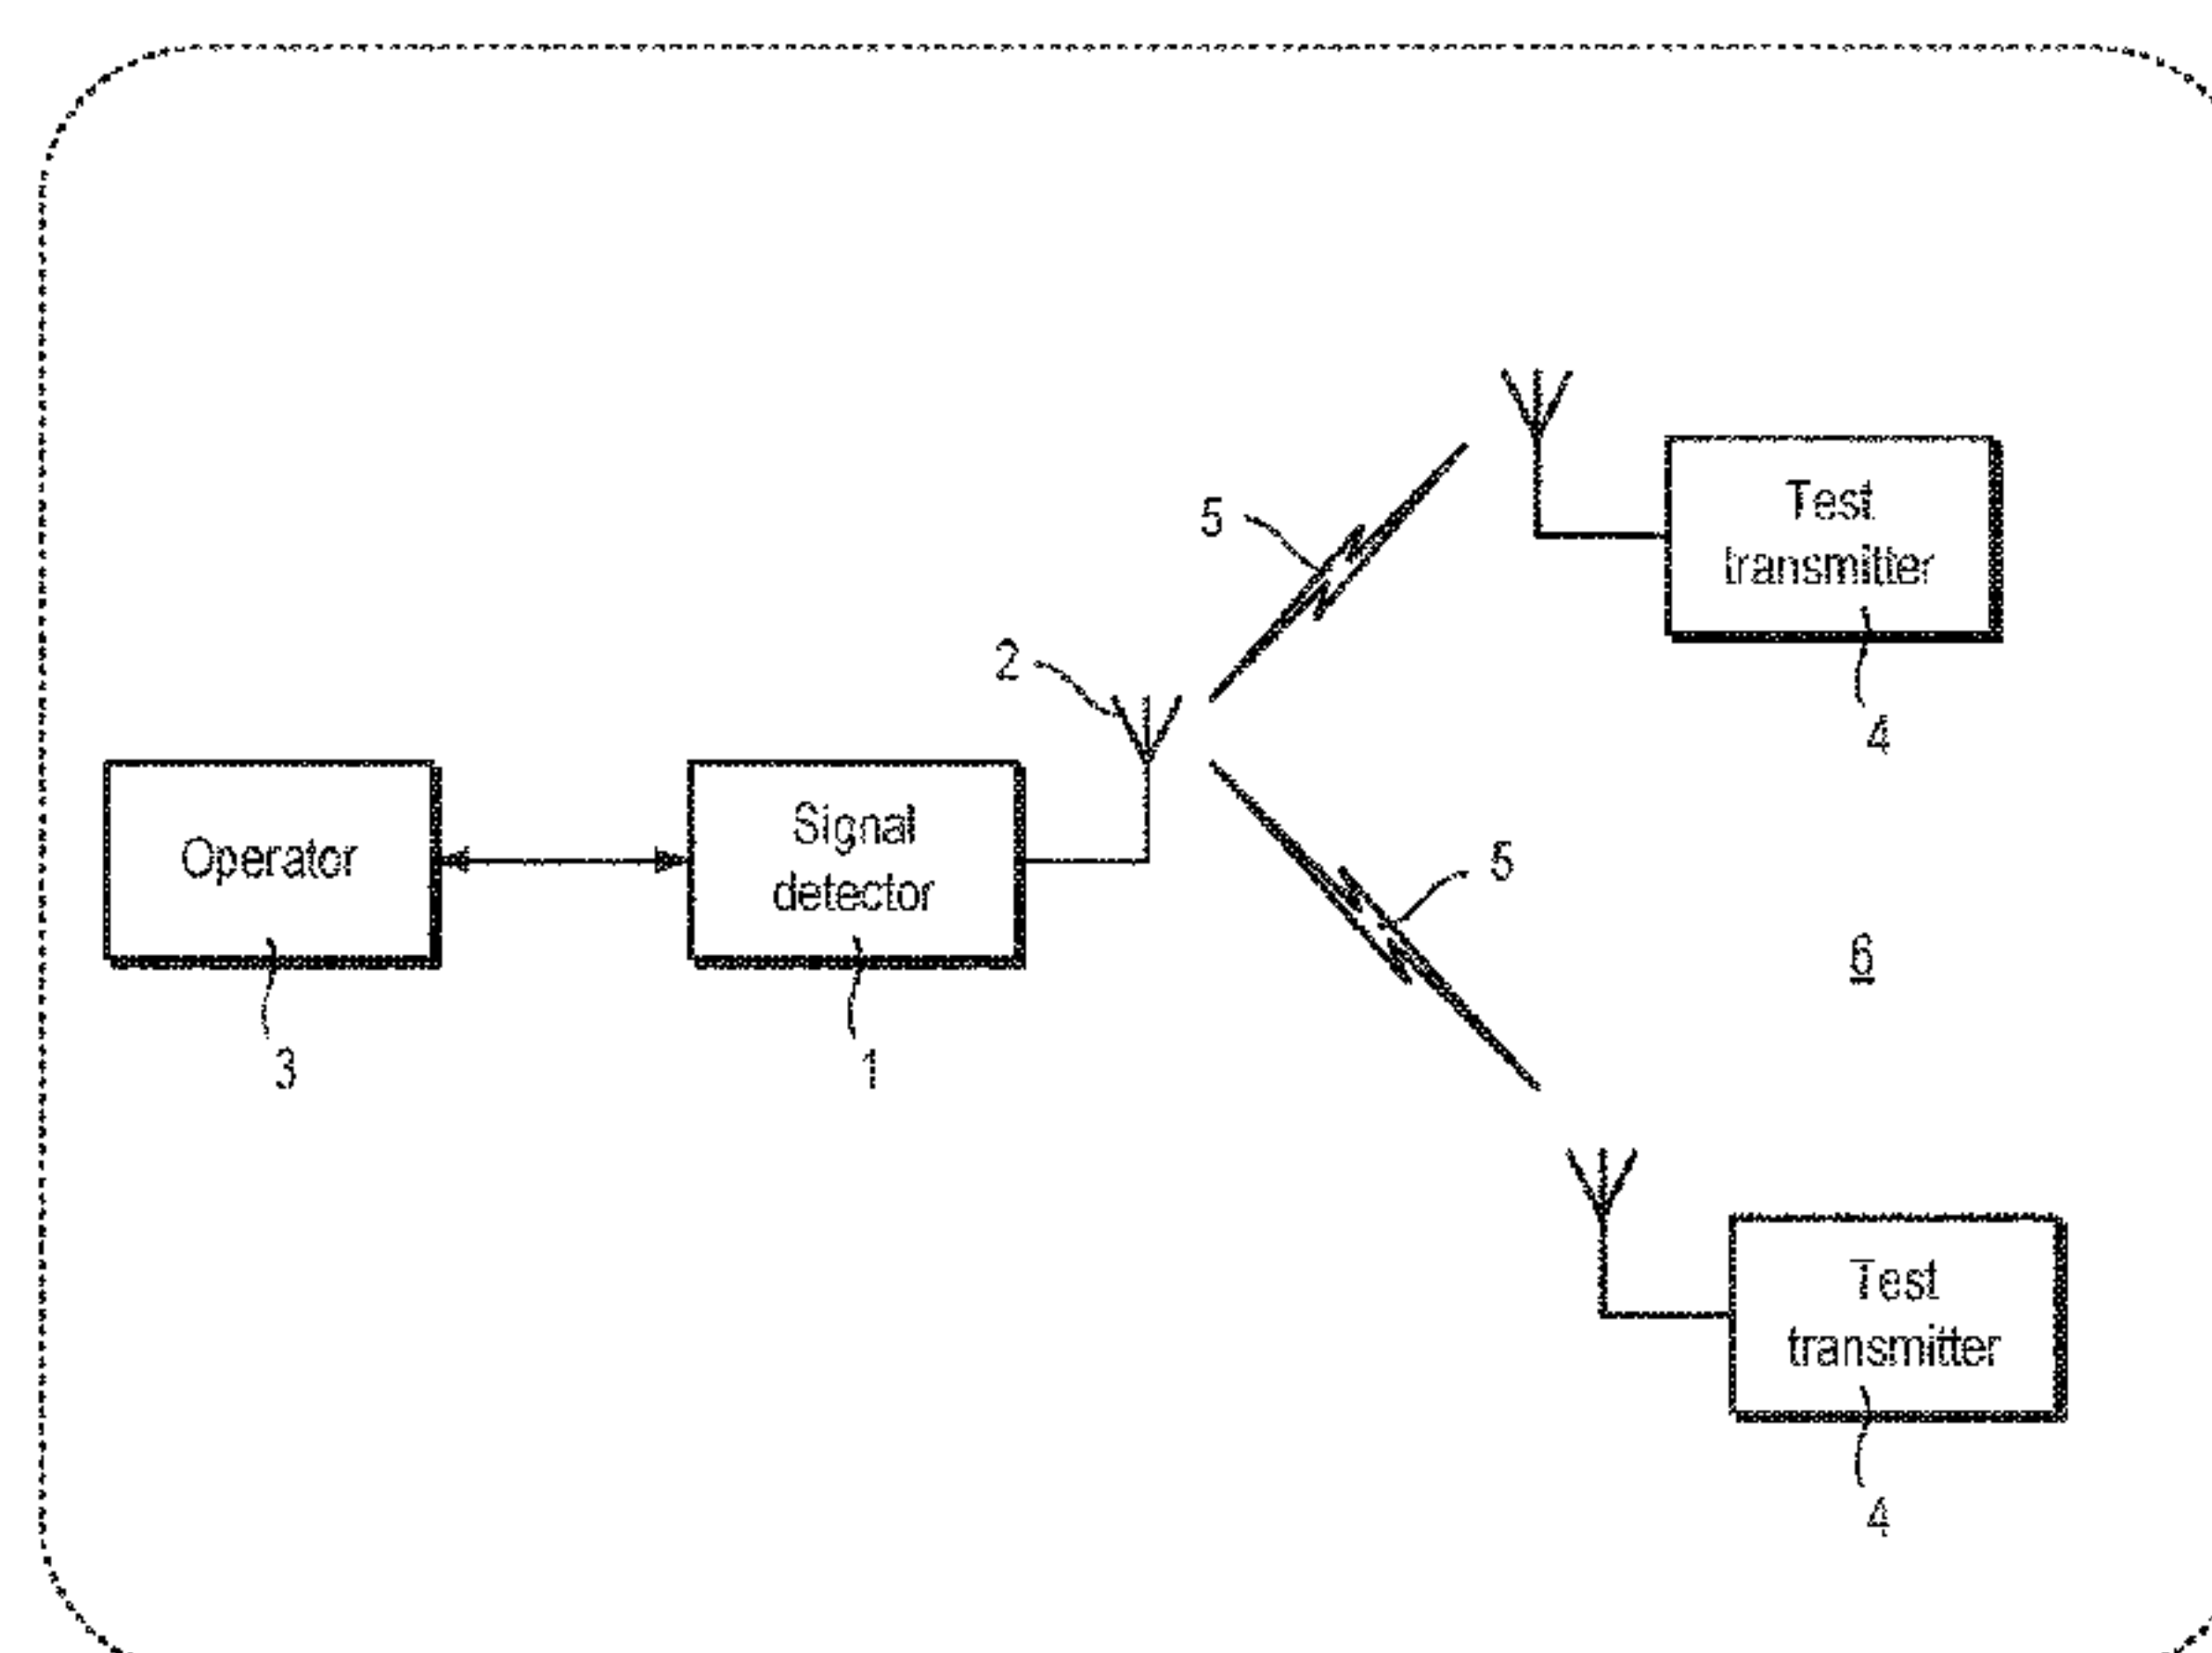 5
Test
transmitter
4
2
Operator
3
Signal
detector
1
5
6
Test
transmitter
4